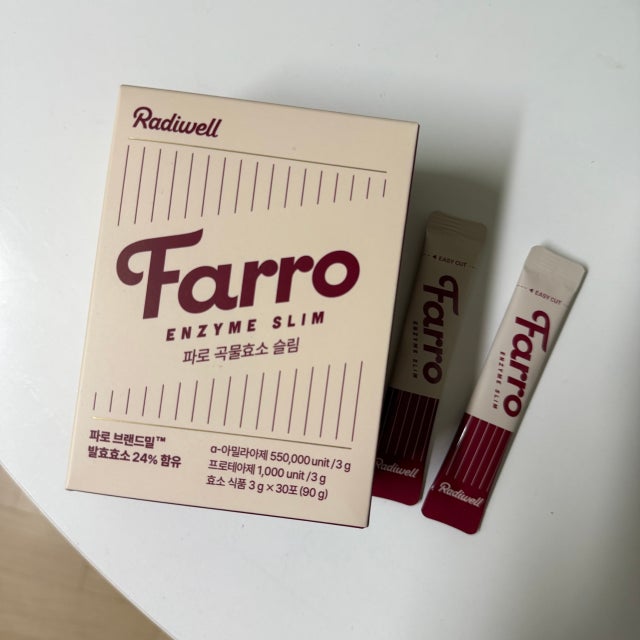 Radiwell
Farro
ENZYME SLIM
파로 곡물효소 슬림
파로 브랜드밀™
발효효소 24% 함유
α-아밀라아제 550,000 unit / 3 g
프로테아제 1,000 unit / 3 g
효소 식품 3 g × 30포 (90 g)
◀ EASY CUT
Farro
ENZYME SLIM
Radiwell
◀ EASY CUT
Farro
ENZYME SLIM
Radiwell